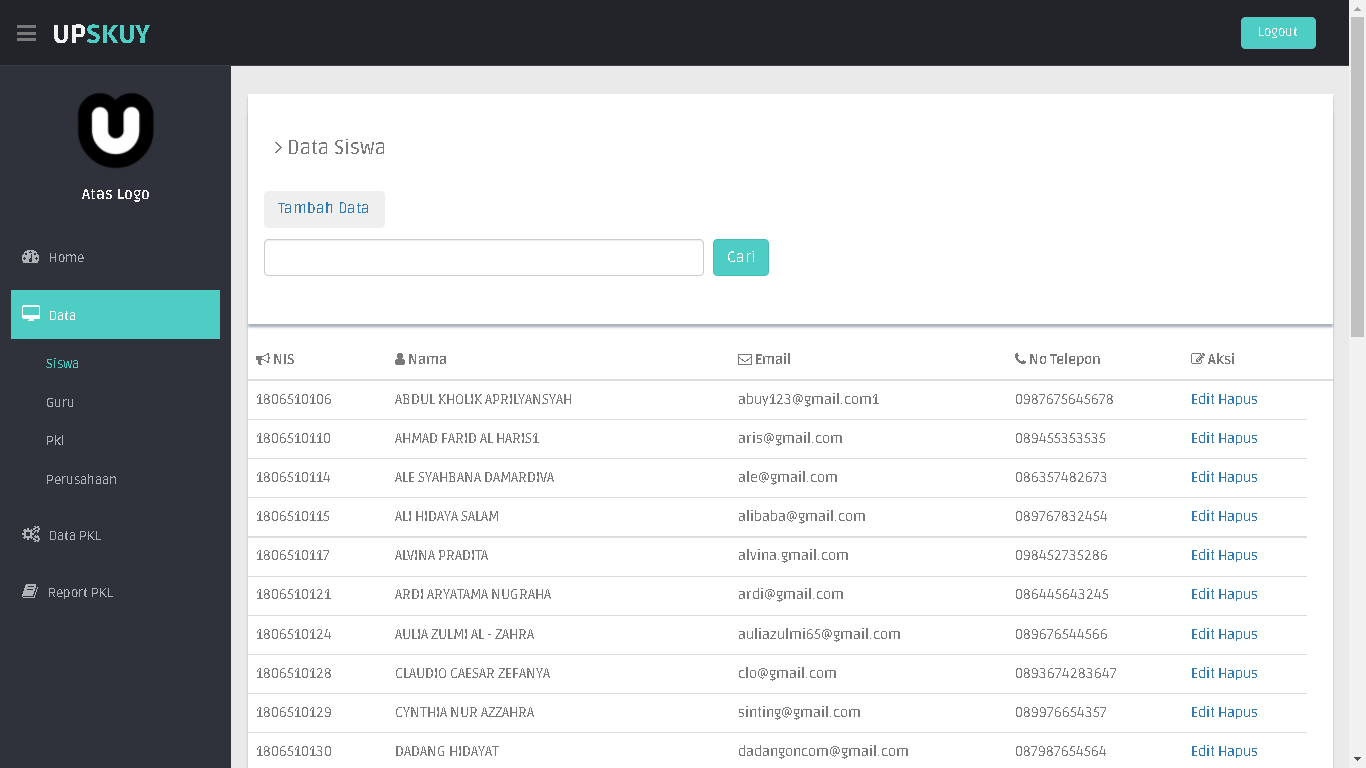 UPSKUY
Logout
Atas Logo
Home
Data
Siswa
Guru
Pkl
Perusahaan
Data PKL
Report PKL
> Data Siswa
Tambah Data
Cari
NIS Nama Email No Telepon Aksi
1806510106 ABDUL KHOLIK APRILYANSYAH abuy123@gmail.com1 0987675645678 Edit Hapus
1806510110 AHMAD FARID AL HARIS1 aris@gmail.com 089455353535 Edit Hapus
1806510114 ALE SYAHBANA DAMARDIVA ale@gmail.com 086357482673 Edit Hapus
1806510115 ALI HIDAYA SALAM alibaba@gmail.com 089767832454 Edit Hapus
1806510117 ALVINA PRADITA alvina.gmail.com 098452735286 Edit Hapus
1806510121 ARDI ARYATAMA NUGRAHA ardi@gmail.com 086445643245 Edit Hapus
1806510124 AULIA ZULMI AL - ZAHRA auliazulmi65@gmail.com 089676544566 Edit Hapus
1806510128 CLAUDIO CAESAR ZEFANYA clo@gmail.com 0893674283647 Edit Hapus
1806510129 CYNTHIA NUR AZZAHRA sinting@gmail.com 089976654357 Edit Hapus
1806510130 DADANG HIDAYAT dadangoncom@gmail.com 087987654564 Edit Hapus